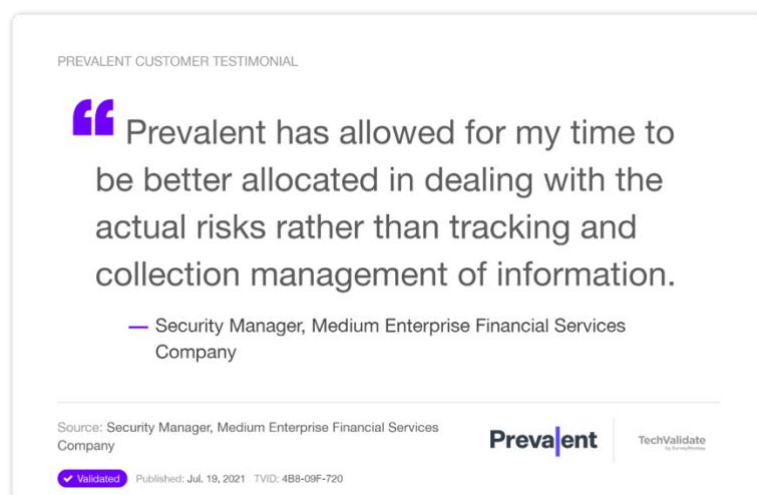 PREVALENT CUSTOMER TESTIMONIAL
“ Prevalent has allowed for my time to
be better allocated in dealing with the
actual risks rather than tracking and
collection management of information.
— Security Manager, Medium Enterprise Financial Services
Company
Source: Security Manager, Medium Enterprise Financial Services
Company
Prevalent
TechValidate
by SurveyMonkey
✓ Validated Published: Jul. 19, 2021 TVID: 4B8-09F-720